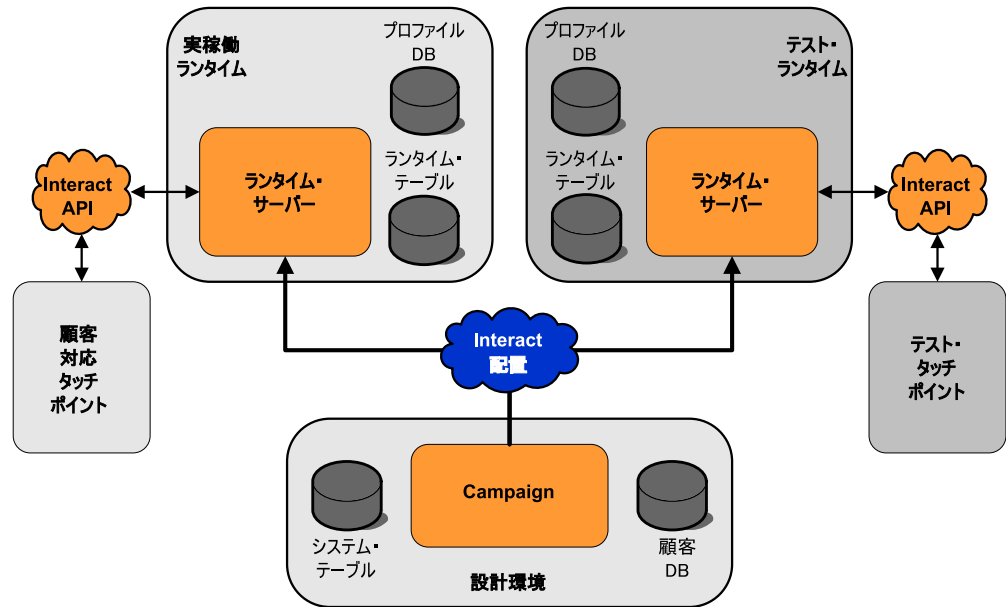 実稼働
ランタイム
プロファイル
DB
ランタイム・
サーバー
ランタイム・
テーブル
Interact
API
顧客
対応
タッチ
ポイント
プロファイル
DB
テスト・
ランタイム
ランタイム・
テーブル
ランタイム・
サーバー
Interact
API
テスト・
タッチ
ポイント
Interact
配置
Campaign
システム・
テーブル
顧客
DB
設計環境